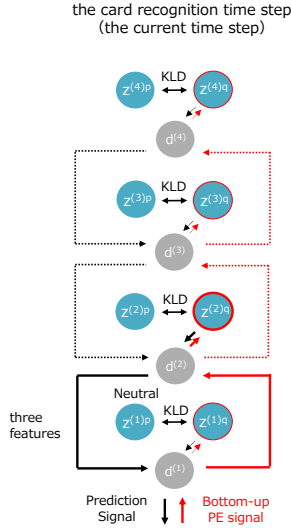 the card recognition time step
(the current time step)
KLD
z(4)p
z(4)q
d(4)
KLD
z(3)p
z(3)q
d(3)
KLD
z(2)p
z(2)q
d(2)
Neutral
KLD
z(1)p
z(1)q
three
features
d(1)
Prediction
Signal
Bottom-up
PE signal